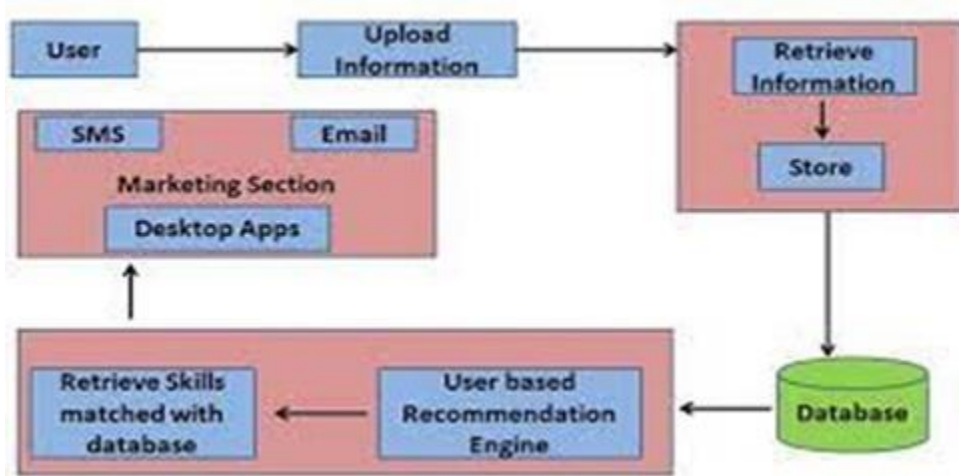 User
Upload
Information
Retrieve
Information
Store
SMS
Email
Marketing Section
Desktop Apps
Retrieve Skills
matched with
database
User based
Recommendation
Engine
Database